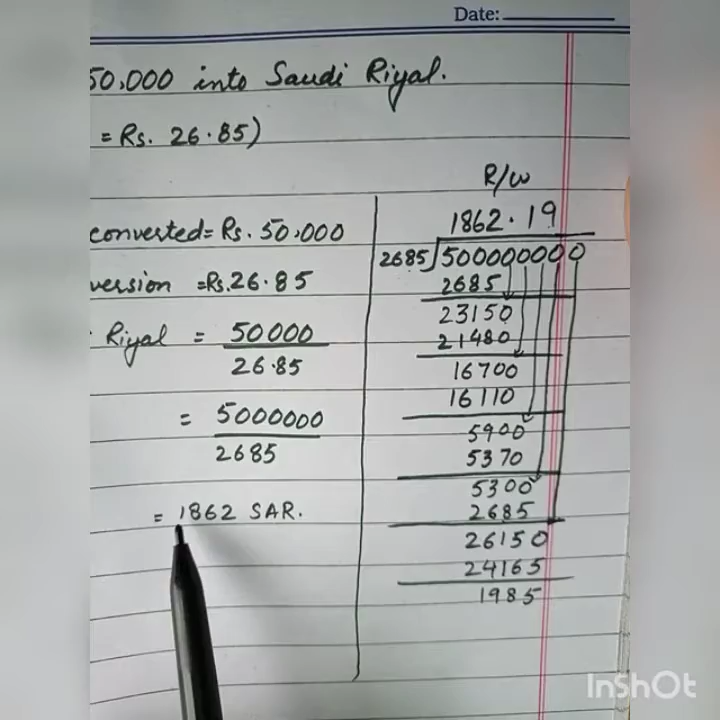 Date:
50,000 into Saudi Riyal.
= Rs. 26.85)
converted = Rs. 50,000
version = Rs. 26.85
Riyal = 50000
26.85
= 5000000
2685
= 1862 SAR.
R/W
1862.19
2685 500000000
2685
23150
21480
16700
16110
5900
5370
5300
2685
26150
24165
1985
InShOt